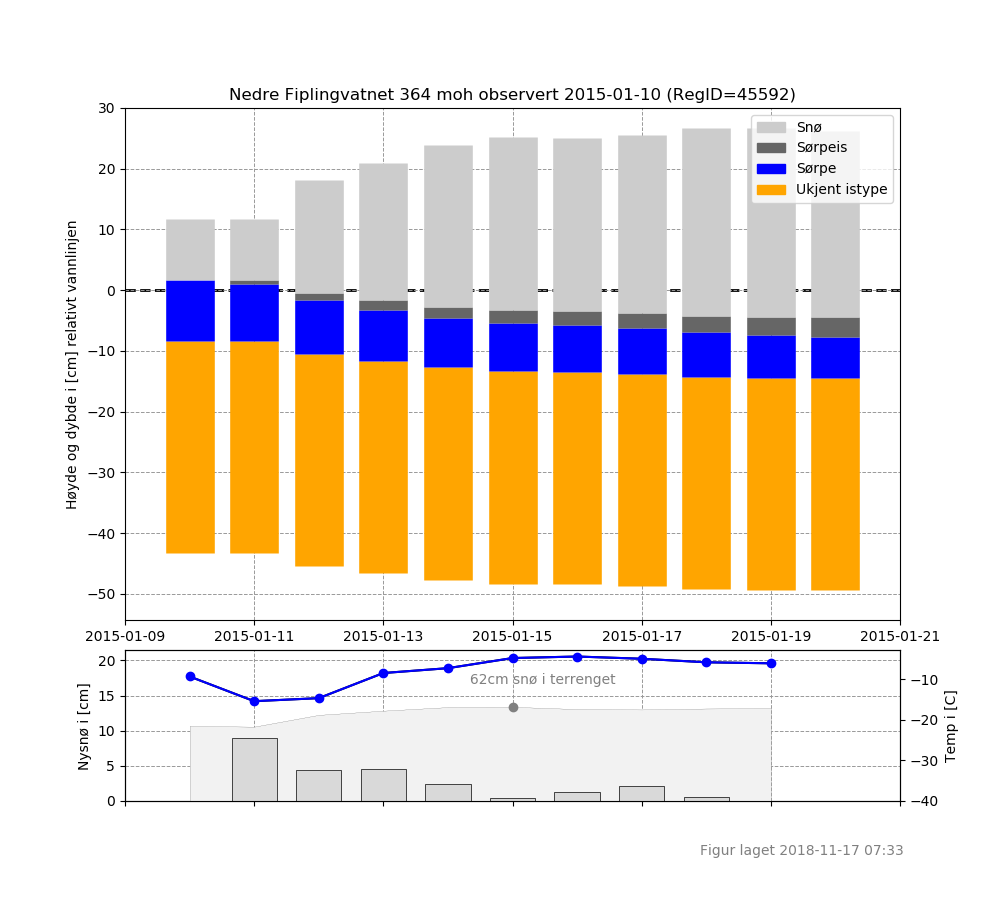 Nedre Fiplingvatnet 364 moh observert 2015-01-10 (RegID=45592)
Høyde og dybde i [cm] relativt vannlinjen
30
20
10
0
−10
−20
−30
−40
−50
Snø
Sørpeis
Sørpe
Ukjent istype
2015-01-09 2015-01-11 2015-01-13 2015-01-15 2015-01-17 2015-01-19 2015-01-21
Nysnø i [cm]
20
15
10
5
0
62cm snø i terrenget
−10
−20
−30
−40
Temp i [C]
Figur laget 2018-11-17 07:33